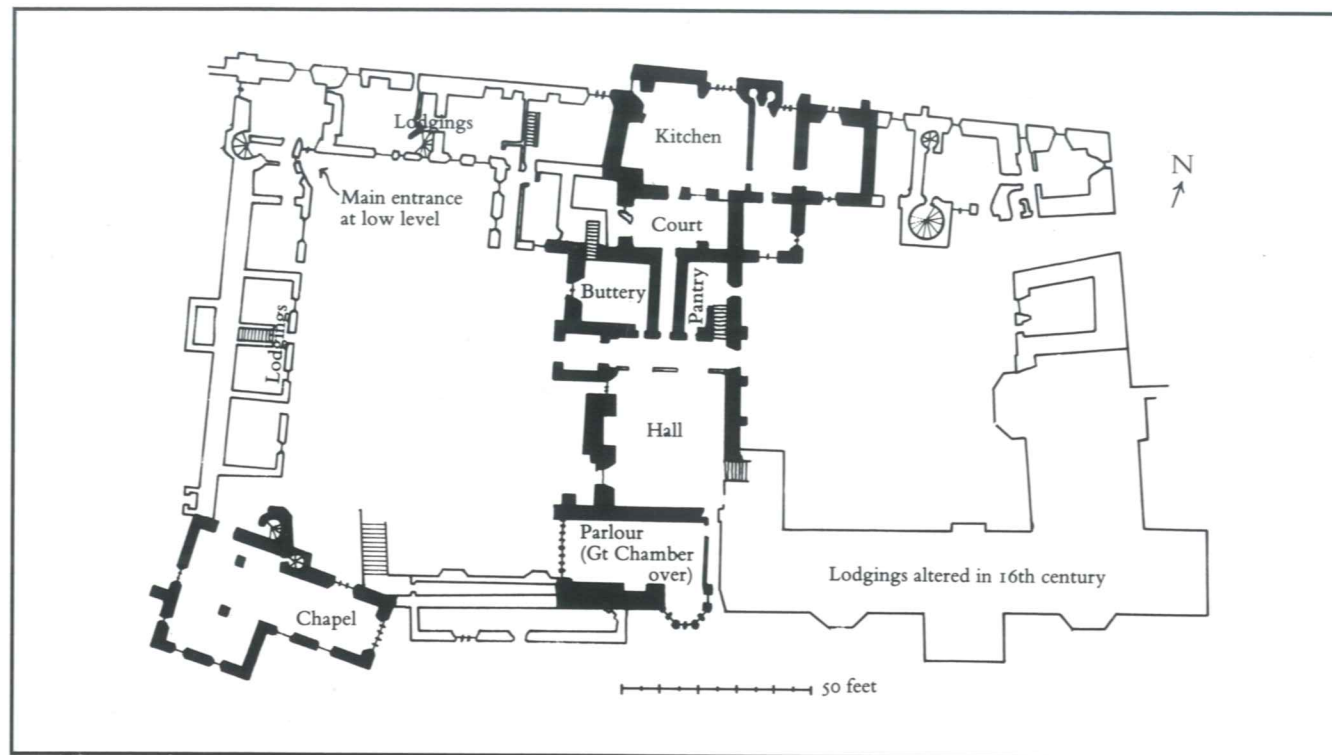 Lodgings
Kitchen
N
Main entrance
at low level
Court
Buttery
Pantry
Lodgings
Hall
Parlour
(Gt Chamber
over)
Lodgings altered in 16th century
Chapel
50 feet